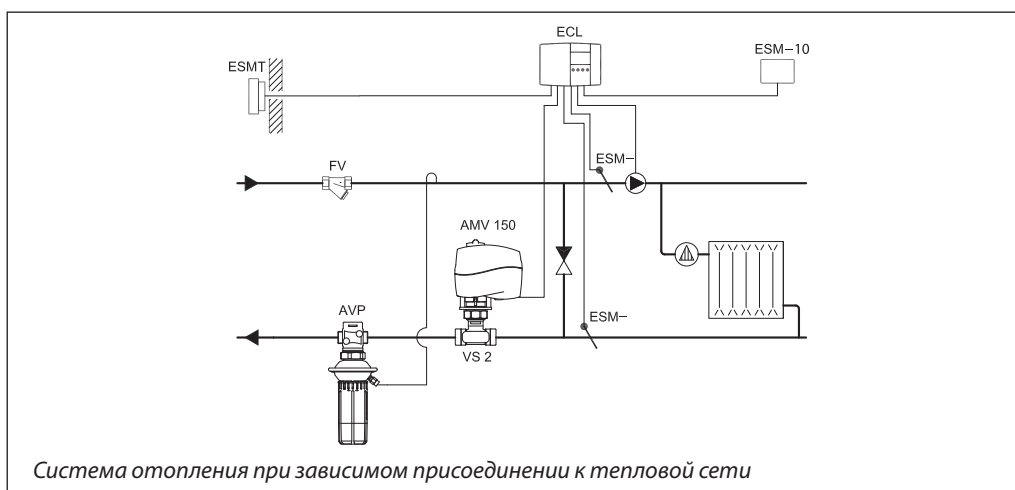 ECL
ESM-10
ESMT
ESM-
FV
AMV 150
AVP
ESM-
VS 2
Система отопления при зависимом присоединении к тепловой сети